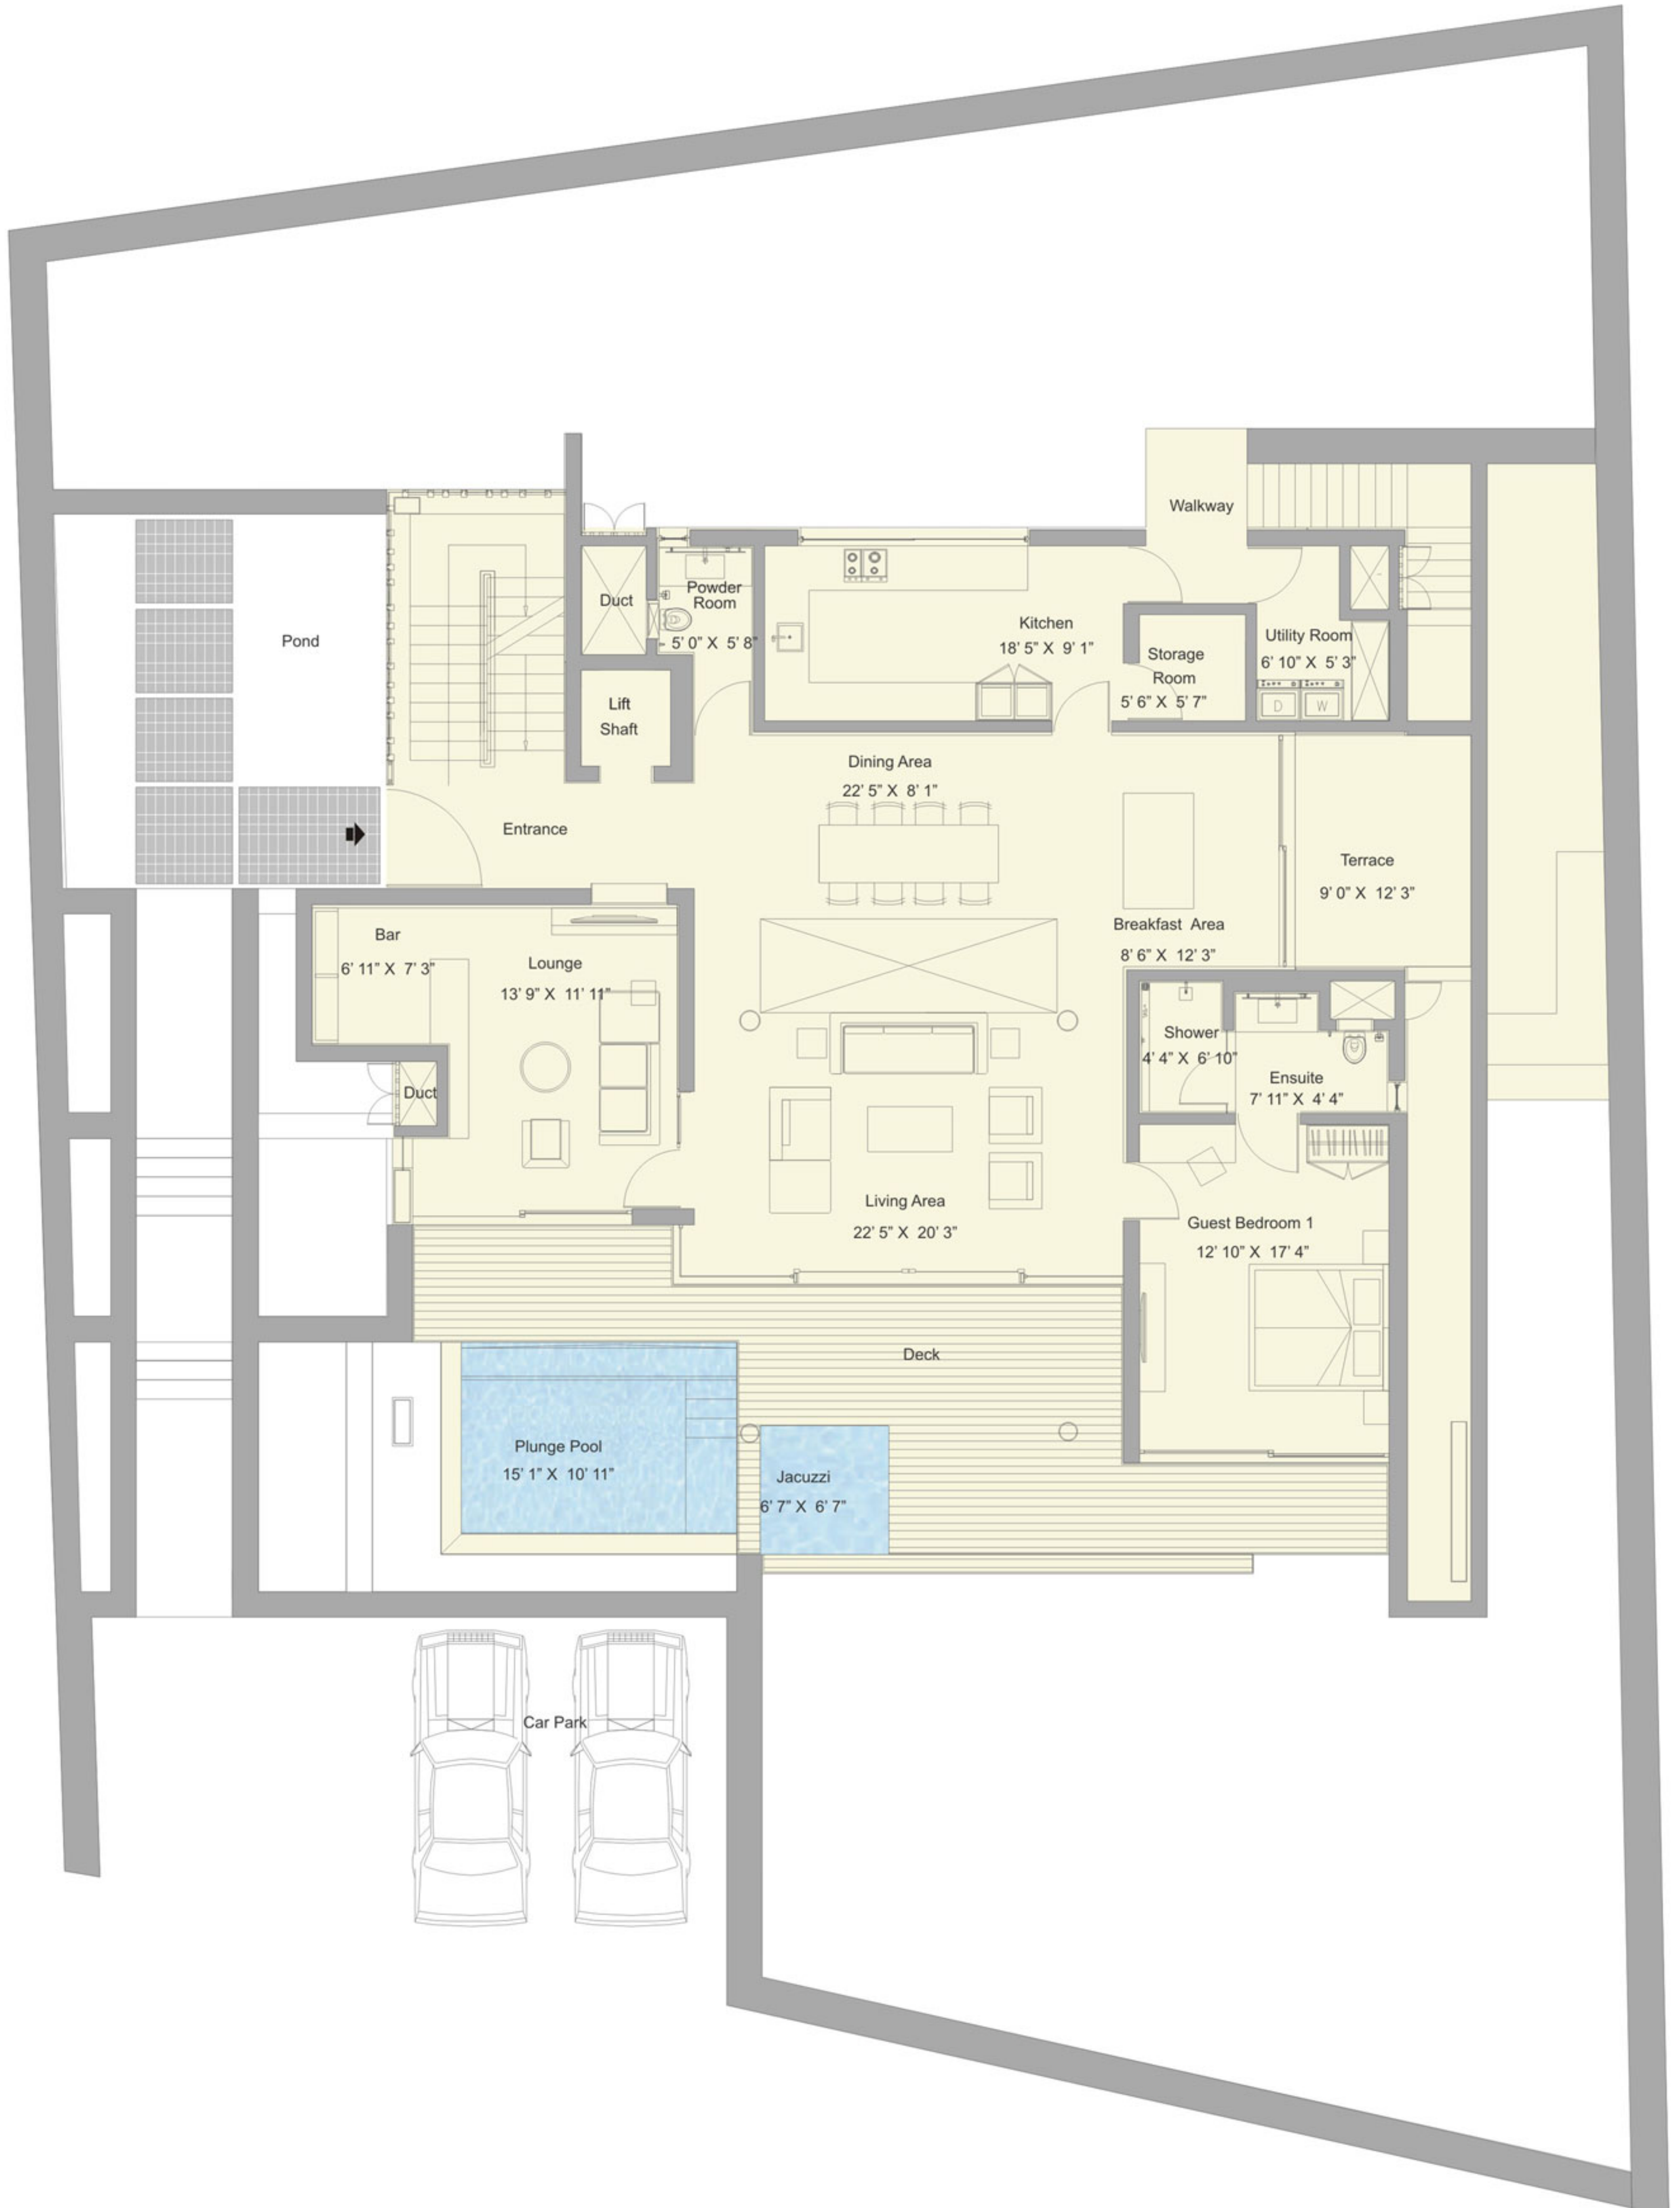 Walkway
Duct
Powder
Room
5' 0" X  5' 8"
Pond
Kitchen
18' 5" X  9' 1"
Storage
Room
5' 6" X  5' 7"
Utility Room
6' 10" X  5' 3"
D
W
Lift
Shaft
Dining Area
22' 5" X  8' 1"
Entrance
Terrace
9' 0" X  12' 3"
Breakfast  Area
8' 6" X  12' 3"
Bar
6' 11" X  7' 3"
Lounge
13' 9" X  11' 11"
Shower
4' 4" X  6' 10"
Ensuite
7' 11" X  4' 4"
Duct
Living Area
22' 5" X  20' 3"
Guest Bedroom 1
12' 10" X  17' 4"
Deck
Plunge Pool
15' 1" X  10' 11"
Jacuzzi
6' 7" X  6' 7"
Car Park